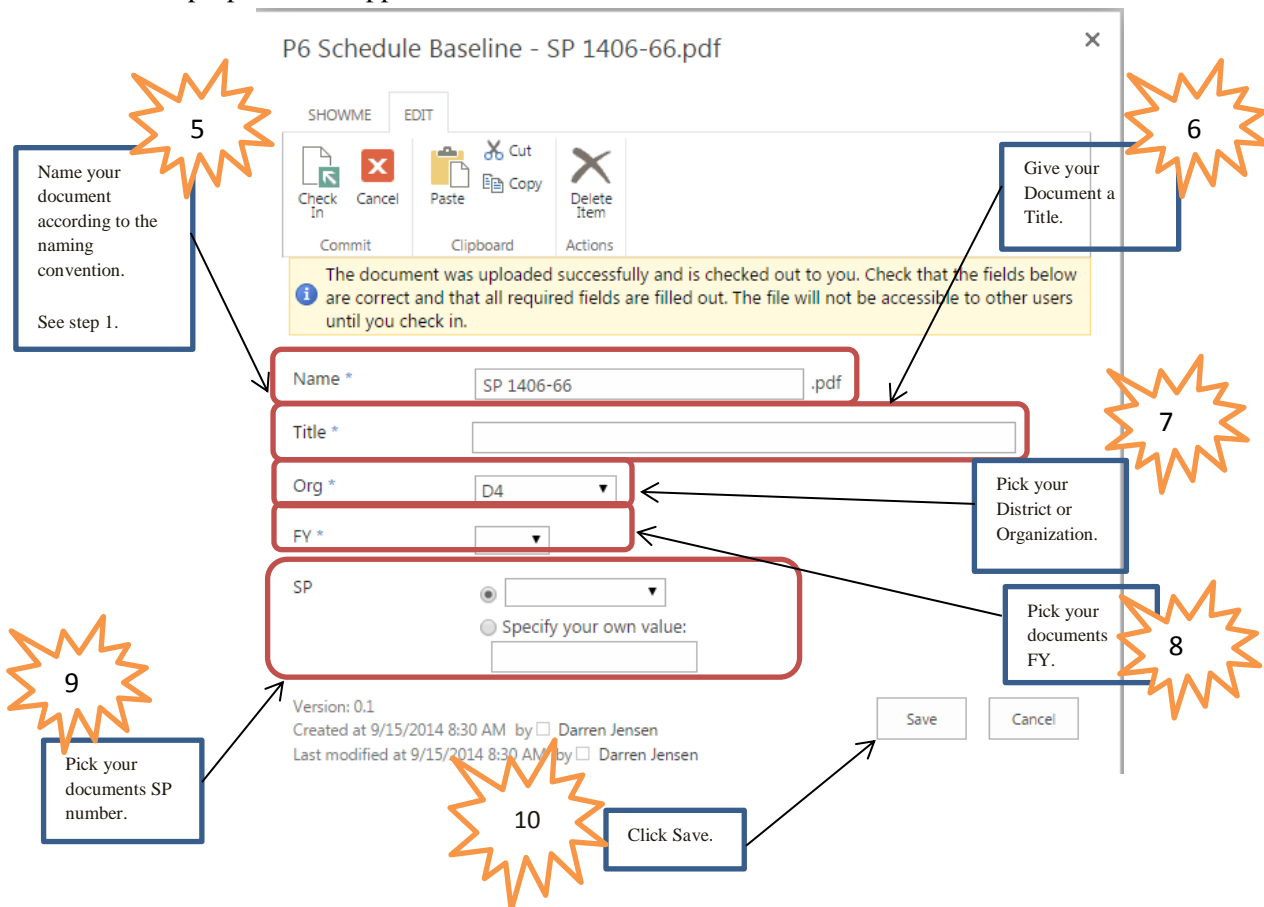 P6 Schedule Baseline - SP 1406-66.pdf
SHOWME EDIT
Check In
Cancel
Paste
Cut
Copy
Delete Item
Commit
Clipboard
Actions
The document was uploaded successfully and is checked out to you. Check that the fields below
are correct and that all required fields are filled out. The file will not be accessible to other users
until you check in.
5
Name your
document
according to the
naming
convention.
See step 1.
6
Give your
Document a
Title.
Name *
SP 1406-66
.pdf
Title *
7
Org *
D4
Pick your
District or
Organization.
FY *
SP
Specify your own value:
Pick your
documents
FY.
8
9
Pick your
documents SP
number.
Version: 0.1
Created at 9/15/2014 8:30 AM by Darren Jensen
Last modified at 9/15/2014 8:30 AM by Darren Jensen
Save
Cancel
10
Click Save.